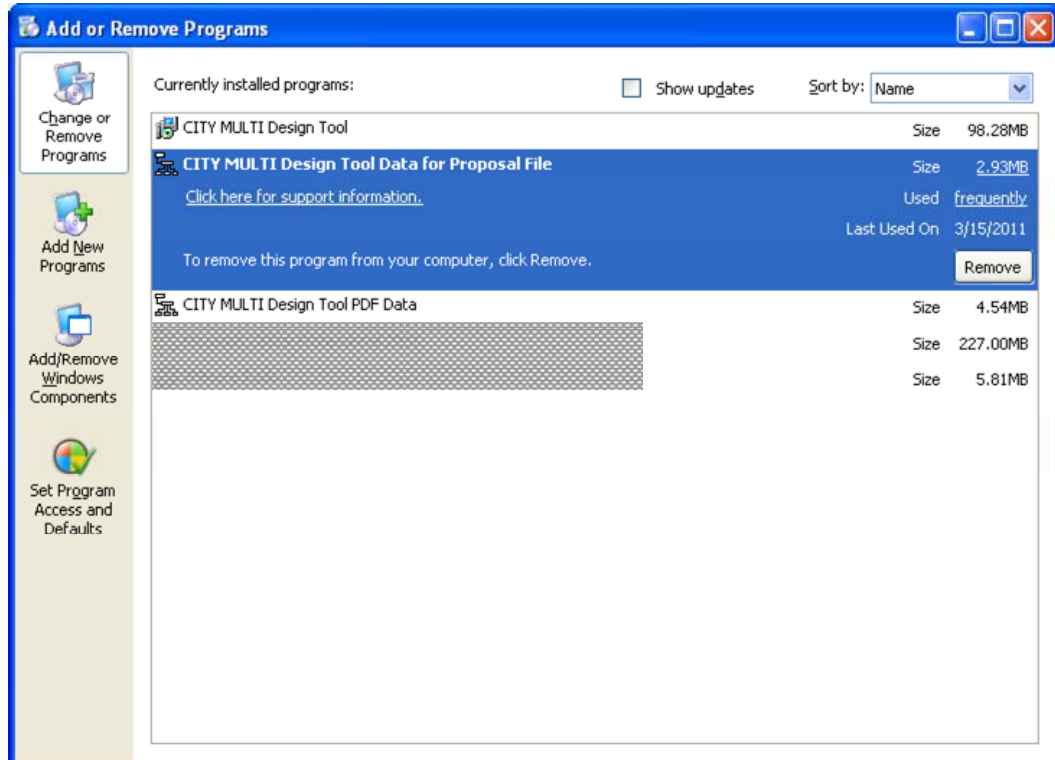 Add or Remove Programs
Change or
Remove
Programs
Add New
Programs
Add/Remove
Windows
Components
Set Program
Access and
Defaults
Currently installed programs:
Show updates
Sort by: Name
CITY MULTI Design Tool Size 98.28MB
CITY MULTI Design Tool Data for Proposal File Size 2.93MB
Click here for support information. Used frequently
Last Used On 3/15/2011
To remove this program from your computer, click Remove. Remove
CITY MULTI Design Tool PDF Data Size 4.54MB
Size 227.00MB
Size 5.81MB